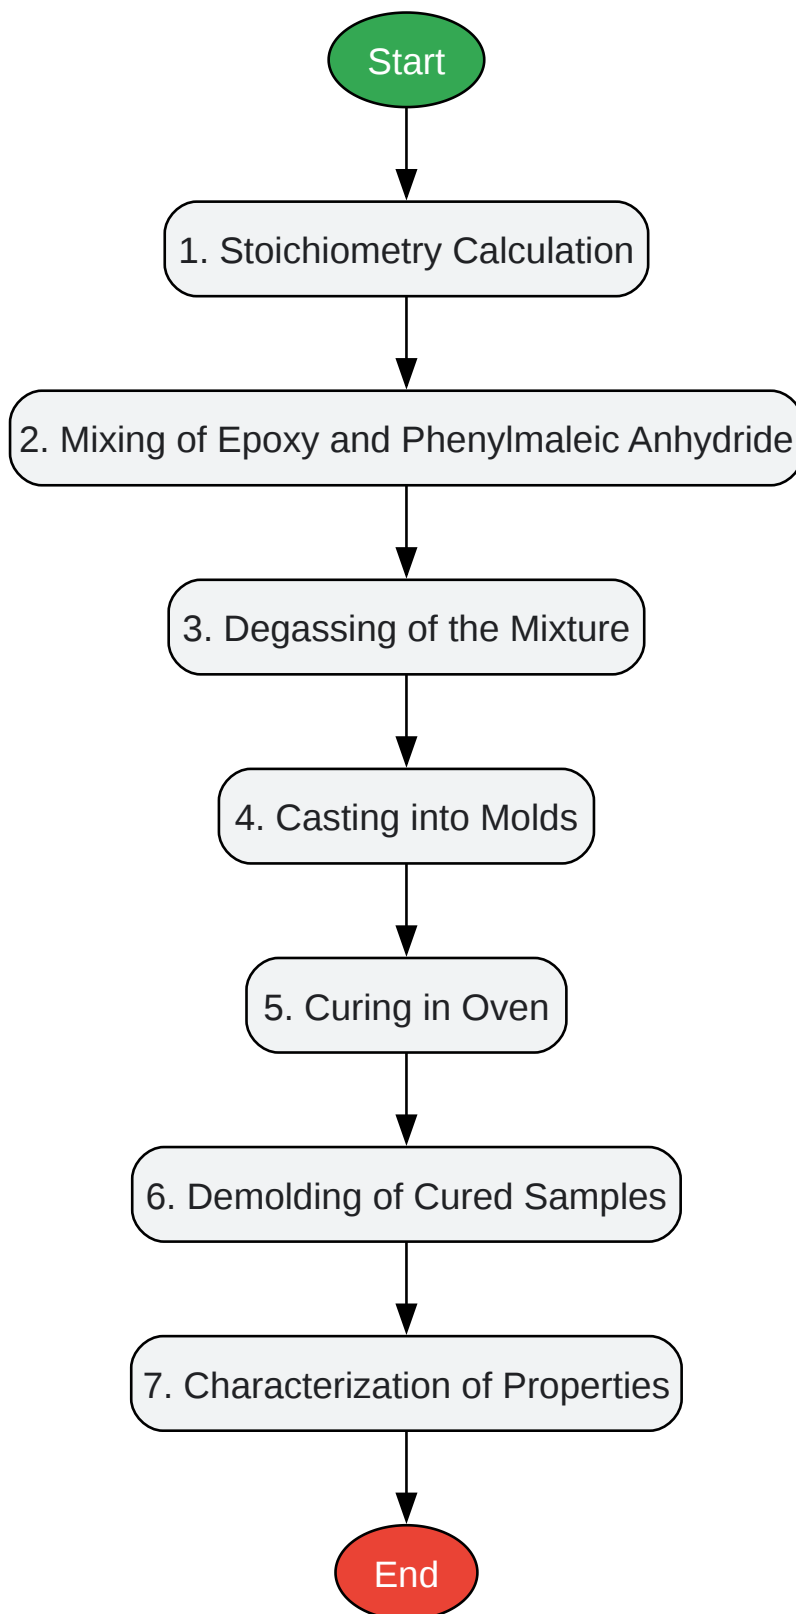 Start
1. Stoichiometry Calculation
2. Mixing of Epoxy and Phenylmaleic Anhydride
3. Degassing of the Mixture
4. Casting into Molds
5. Curing in Oven
6. Demolding of Cured Samples
7. Characterization of Properties
End